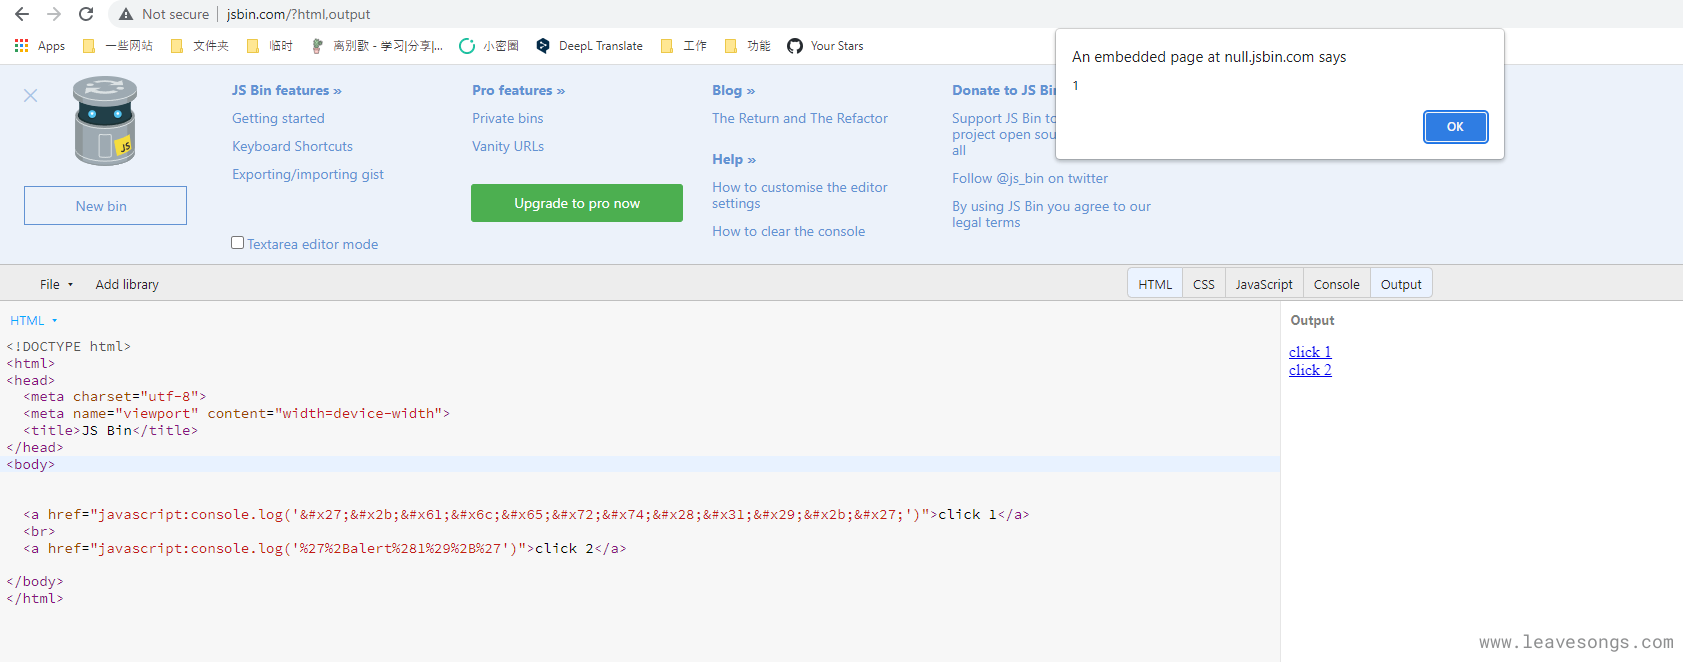 Not secure | jsbin.com/?html,output
Apps 一些网站 文件夹 临时 离别歌 - 学习|分享|... 小密圈 DeepL Translate 工作 功能 Your Stars
An embedded page at null.jsbin.com says
1
OK
JS
New bin
JS Bin features »
Getting started
Keyboard Shortcuts
Exporting/importing gist
Textarea editor mode
Pro features »
Private bins
Vanity URLs
Upgrade to pro now
Blog »
The Return and The Refactor
Help »
How to customise the editor
settings
How to clear the console
Donate to JS Bi
Support JS Bin to
project open sou
all
Follow @js_bin on twitter
By using JS Bin you agree to our
legal terms
File Add library
HTML CSS JavaScript Console Output
HTML
<!DOCTYPE html>
<html>
<head>
  <meta charset="utf-8">
  <meta name="viewport" content="width=device-width">
  <title>JS Bin</title>
</head>
<body>
  <a href="javascript:console.log('&#x27;&#x2b;&#x61;&#x6c;&#x65;&#x72;&#x74;&#x28;&#x31;&#x29;&#x2b;&#x27;')">click 1</a>
  <br>
  <a href="javascript:console.log('%27%2Balert%281%29%2B%27')">click 2</a>
</body>
</html>
Output
click 1
click 2
www.leavesongs.com